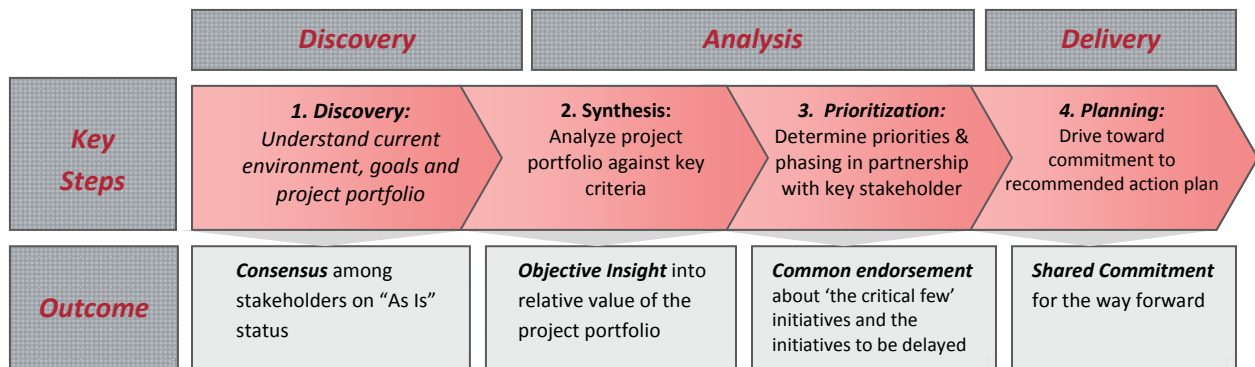 Discovery
Analysis
Delivery
Key
Steps
1. Discovery:
Understand current
environment, goals and
project portfolio
2. Synthesis:
Analyze project
portfolio against key
criteria
3. Prioritization:
Determine priorities &
phasing in partnership
with key stakeholder
4. Planning:
Drive toward
commitment to
recommended action plan
Outcome
Consensus among
stakeholders on “As Is”
status
Objective Insight into
relative value of the
project portfolio
Common endorsement
about ‘the critical few’
initiatives and the
initiatives to be delayed
Shared Commitment
for the way forward